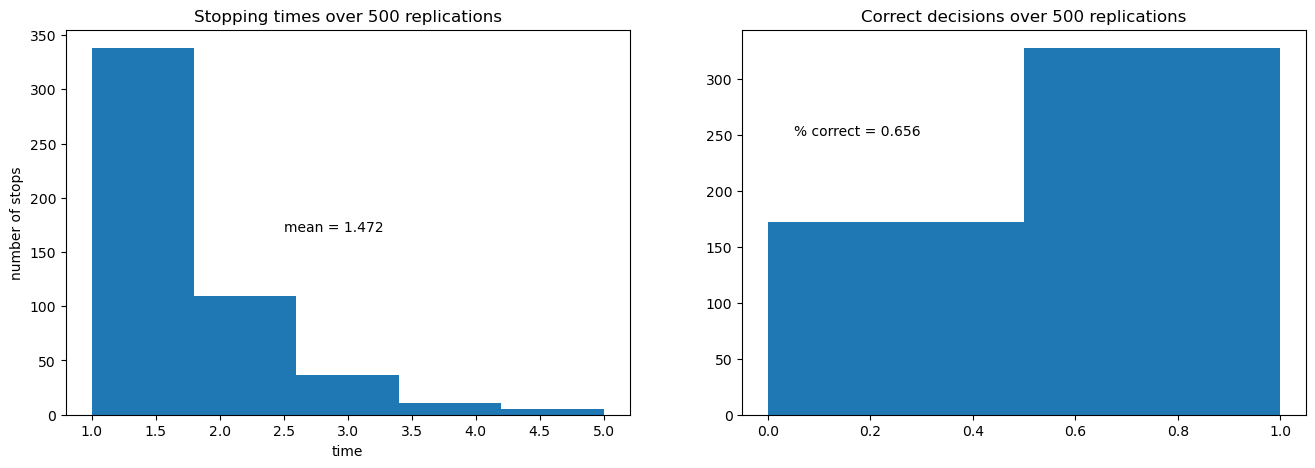 Stopping times over 500 replications
350
300
250
200
150
100
50
0
number of stops
mean = 1.472
1.0 1.5 2.0 2.5 3.0 3.5 4.0 4.5 5.0
time
Correct decisions over 500 replications
300
250
200
150
100
50
0
% correct = 0.656
0.0 0.2 0.4 0.6 0.8 1.0